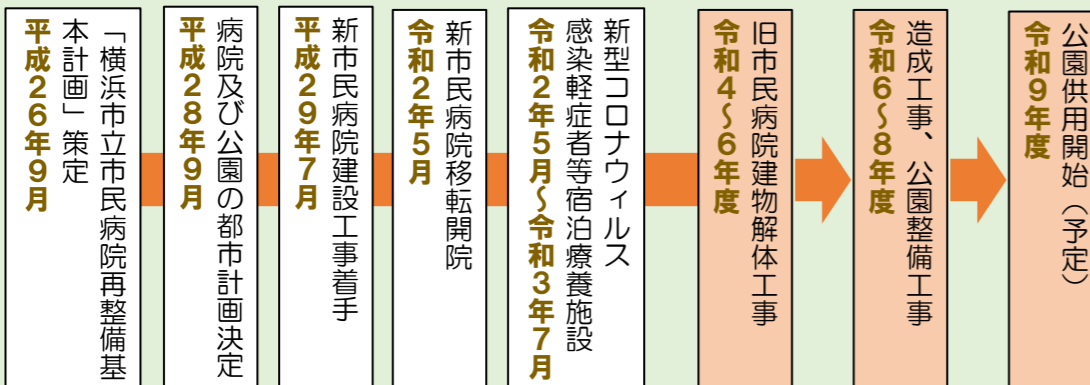 平成26年9月
「横浜市立市民病院再整備基
本計画」策定
平成28年9月
病院及び公園の都市計画決定
平成29年7月
新市民病院建設工事着手
令和2年5月
新市民病院移転開院
令和2年5月~令和3年7月
新型コロナウィルス
感染軽症者等宿泊療養施設
令和4~6年度
旧市民病院建物解体工事
令和6~8年度
造成工事、公園整備工事
令和9年度
公園供用開始(予定)